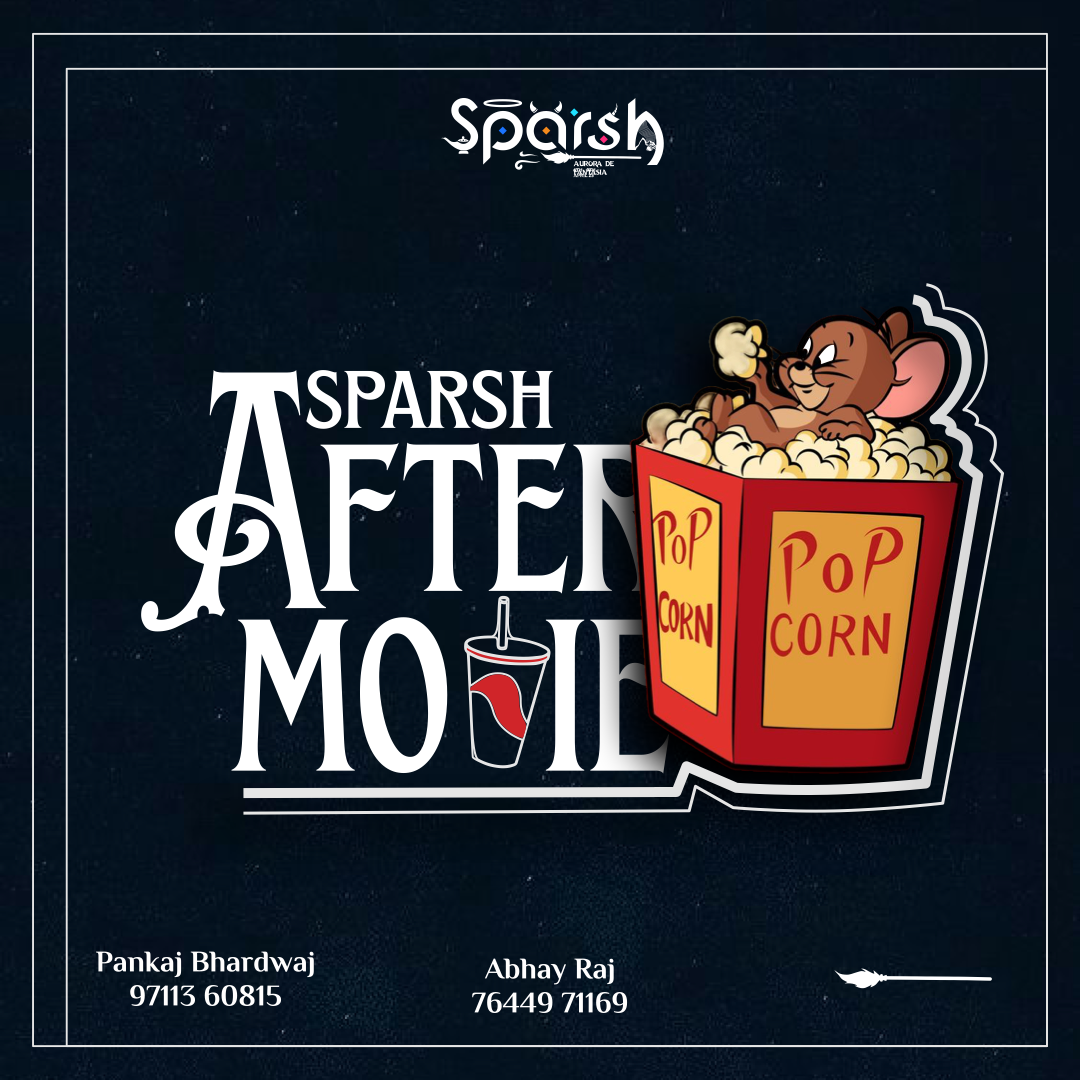 Sparsh
AURORA DE
SPARSH
AFTER
MOVIE
POP
CORN
POP
CORN
Pankaj Bhardwaj
97113 60815
Abhay Raj
76449 71169